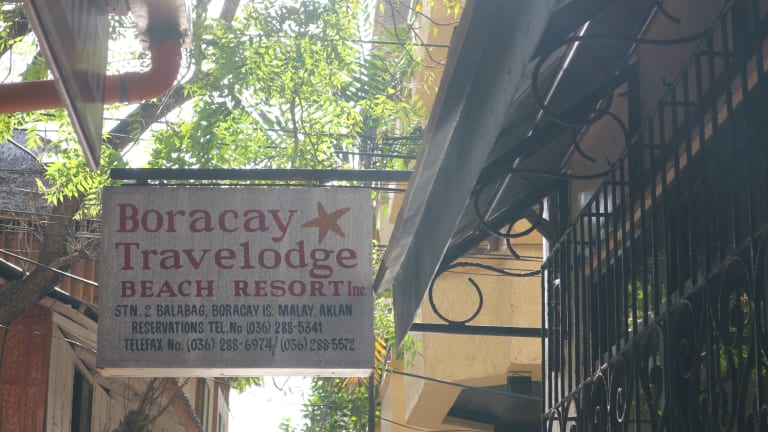 Boracay
Travelodge
BEACH RESORT Inc.
STN. 2 BALABAG, BORACAY IS. MALAY, AKLAN
RESERVATIONS TEL. No (036) 288-5341
TELEFAX No. (036) 288-6974/ (036) 288-5572